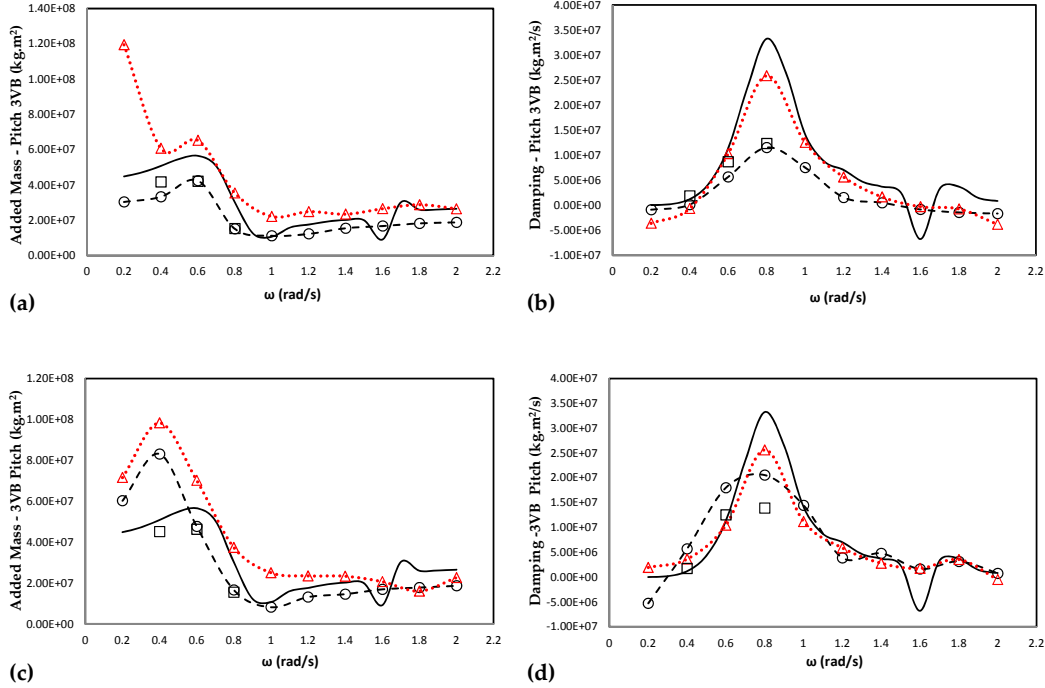 Added Mass - Pitch 3VB (kg.m²)
1.40E+08
1.20E+08
1.00E+08
8.00E+07
6.00E+07
4.00E+07
2.00E+07
0.00E+00
0 0.2 0.4 0.6 0.8 1 1.2 1.4 1.6 1.8 2 2.2
ω (rad/s)
(a)
Damping - Pitch 3VB (kg.m²/s)
4.00E+07
3.50E+07
3.00E+07
2.50E+07
2.00E+07
1.50E+07
1.00E+07
5.00E+06
0.00E+00
-5.00E+06
-1.00E+07
0 0.2 0.4 0.6 0.8 1 1.2 1.4 1.6 1.8 2 2.2
ω (rad/s)
(b)
Added Mass - 3VB Pitch (kg.m²)
1.20E+08
1.00E+08
8.00E+07
6.00E+07
4.00E+07
2.00E+07
0.00E+00
0 0.2 0.4 0.6 0.8 1 1.2 1.4 1.6 1.8 2 2.2
ω (rad/s)
(c)
Damping -3VB Pitch (kg.m²/s)
4.00E+07
3.50E+07
3.00E+07
2.50E+07
2.00E+07
1.50E+07
1.00E+07
5.00E+06
0.00E+00
-5.00E+06
-1.00E+07
0 0.2 0.4 0.6 0.8 1 1.2 1.4 1.6 1.8 2 2.2
ω (rad/s)
(d)